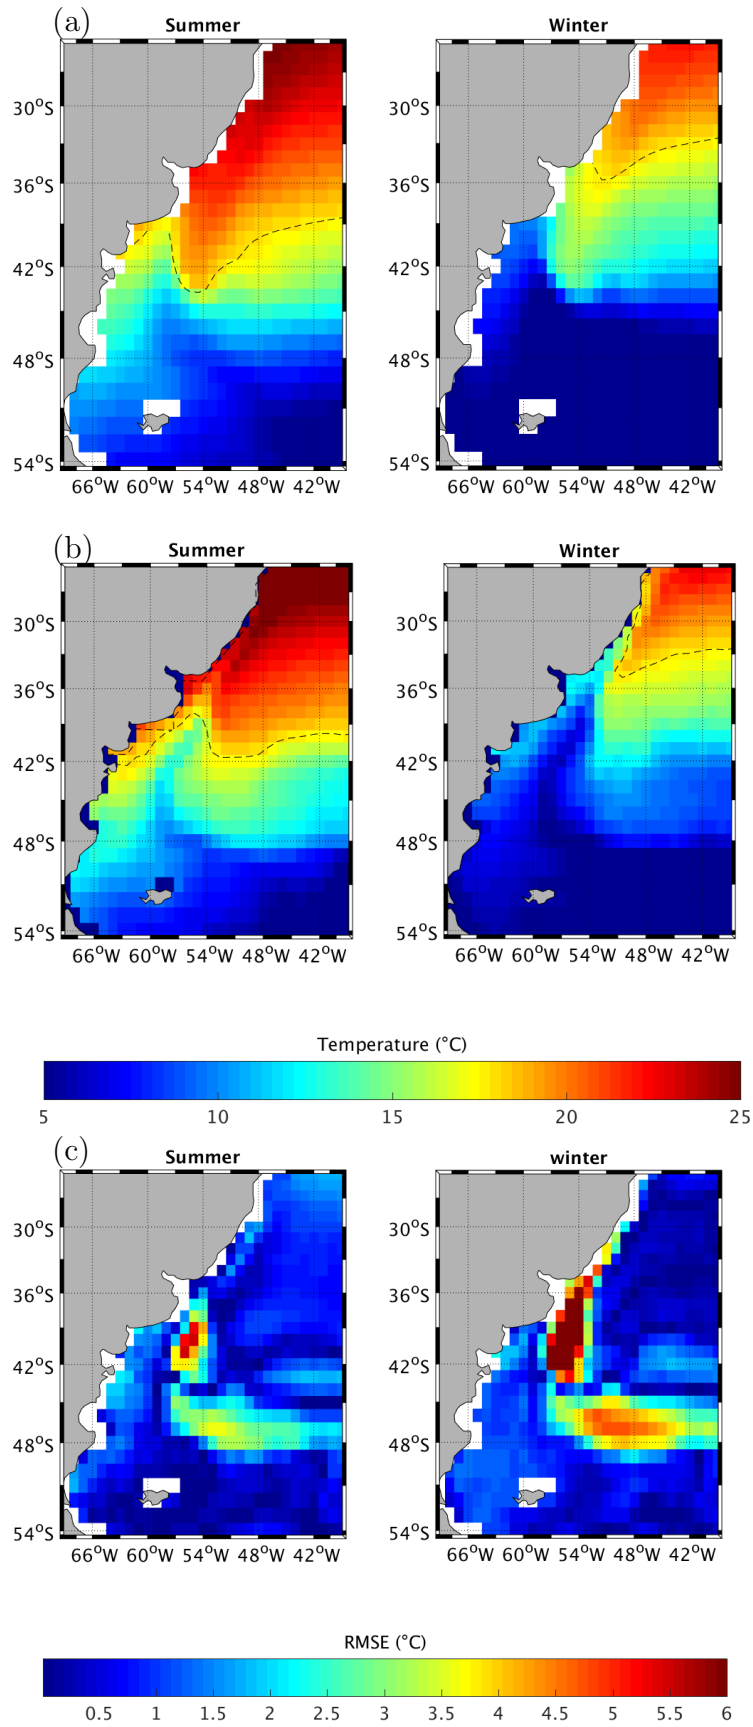 (a)
Summer Winter
30°S 30°S
36°S 36°S
42°S 42°S
48°S 48°S
54°S 54°S
66°W 60°W 54°W 48°W 42°W 66°W 60°W 54°W 48°W 42°W
(b)
Summer Winter
30°S 30°S
36°S 36°S
42°S 42°S
48°S 48°S
54°S 54°S
66°W 60°W 54°W 48°W 42°W 66°W 60°W 54°W 48°W 42°W
Temperature (°C)
5 10 15 20 25
(c)
Summer winter
30°S 30°S
36°S 36°S
42°S 42°S
48°S 48°S
54°S 54°S
66°W 60°W 54°W 48°W 42°W 66°W 60°W 54°W 48°W 42°W
RMSE (°C)
0.5 1 1.5 2 2.5 3 3.5 4 4.5 5 5.5 6